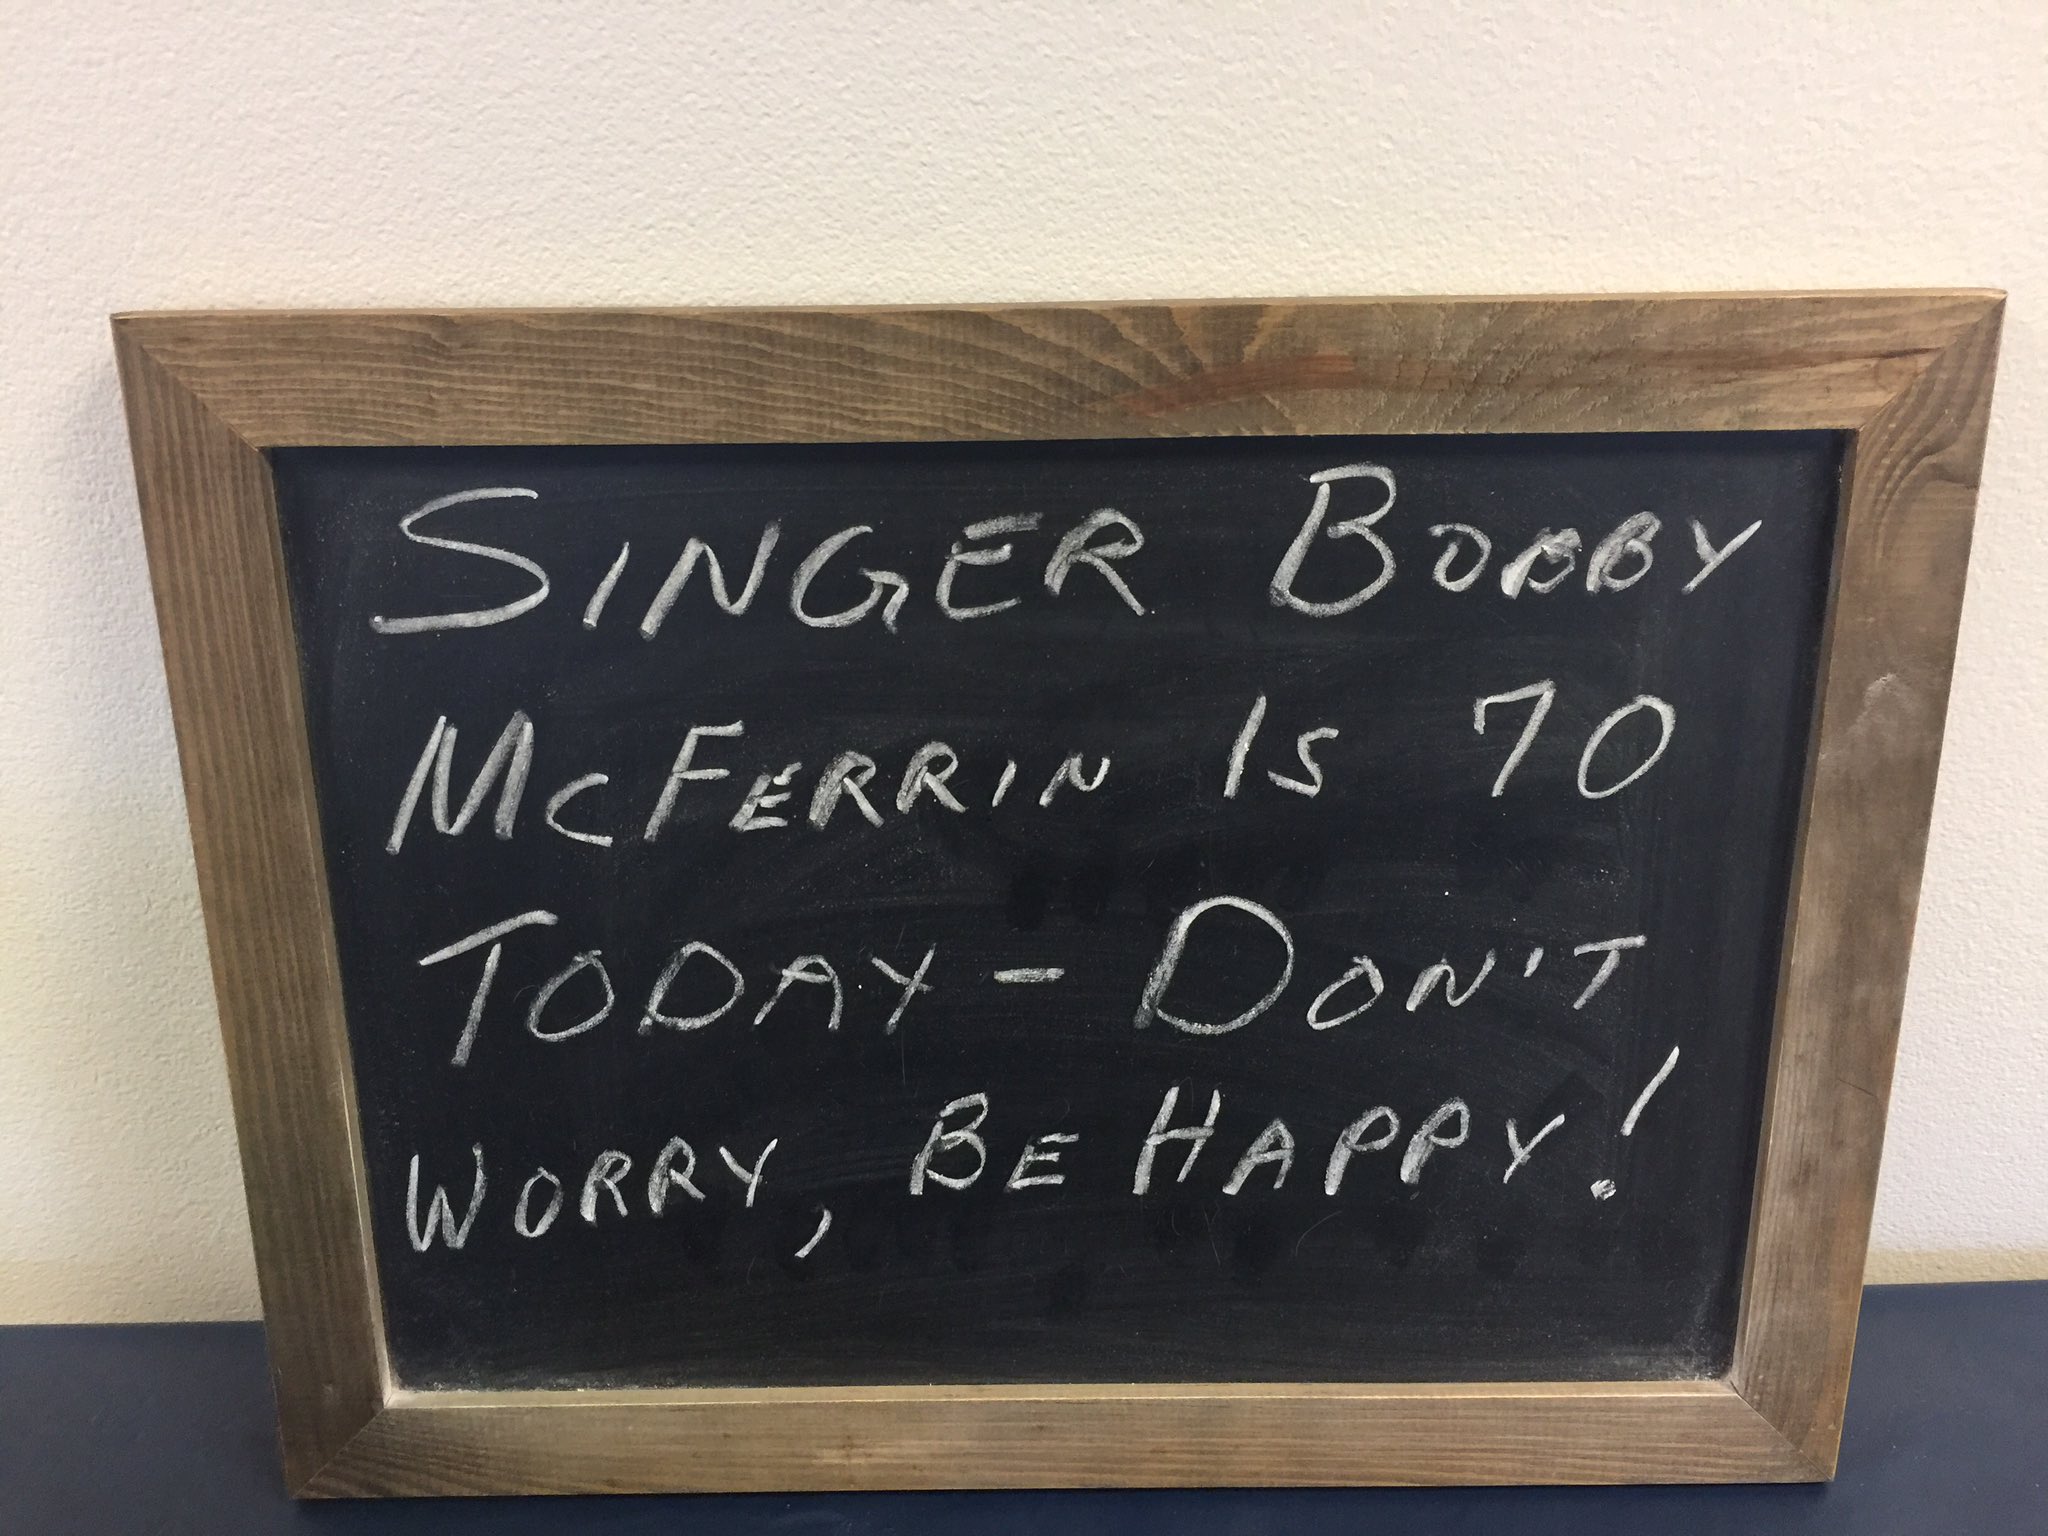 SINGER BOBBY
MCFERRIN IS 70
TODAY - DON'T
WORRY, BE HAPPY!